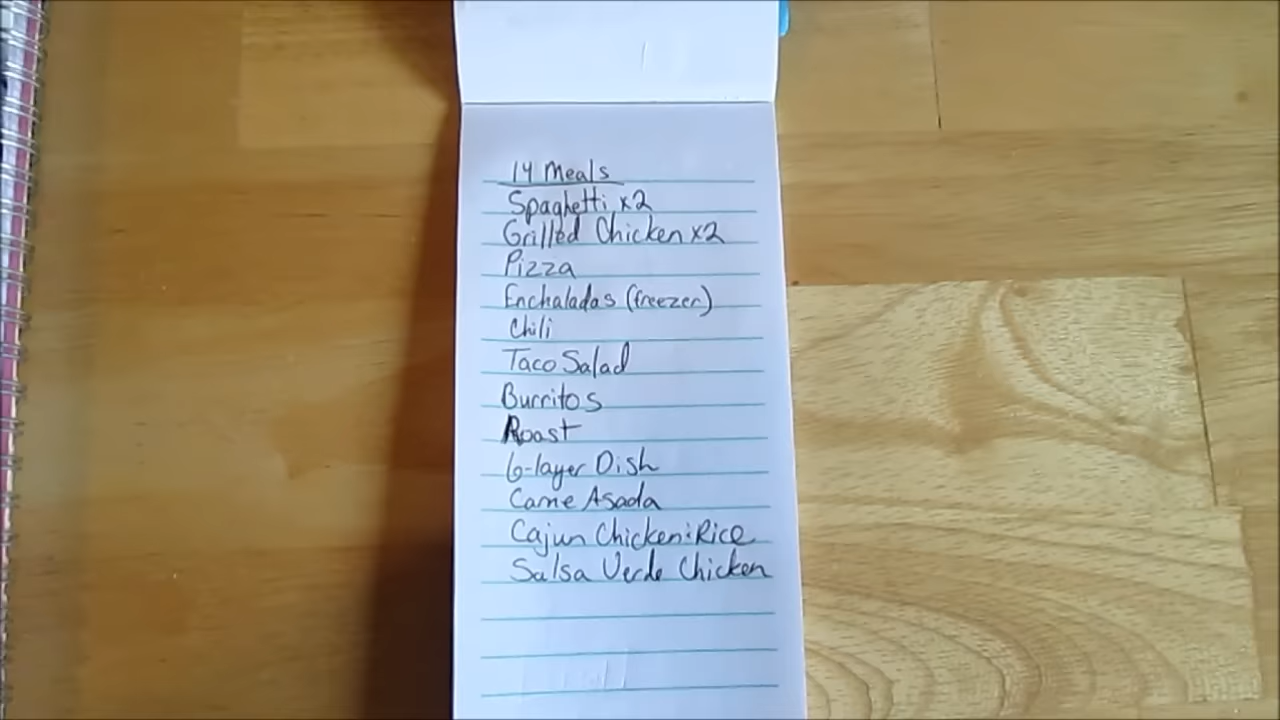 14 Meals
Spaghetti x2
Grilled Chicken x2
Pizza
Enchaladas (freezer)
Chili
Taco Salad
Burritos
Roast
6-layer Dish
Carne Asada
Cajun Chicken : Rice
Salsa Verde Chicken